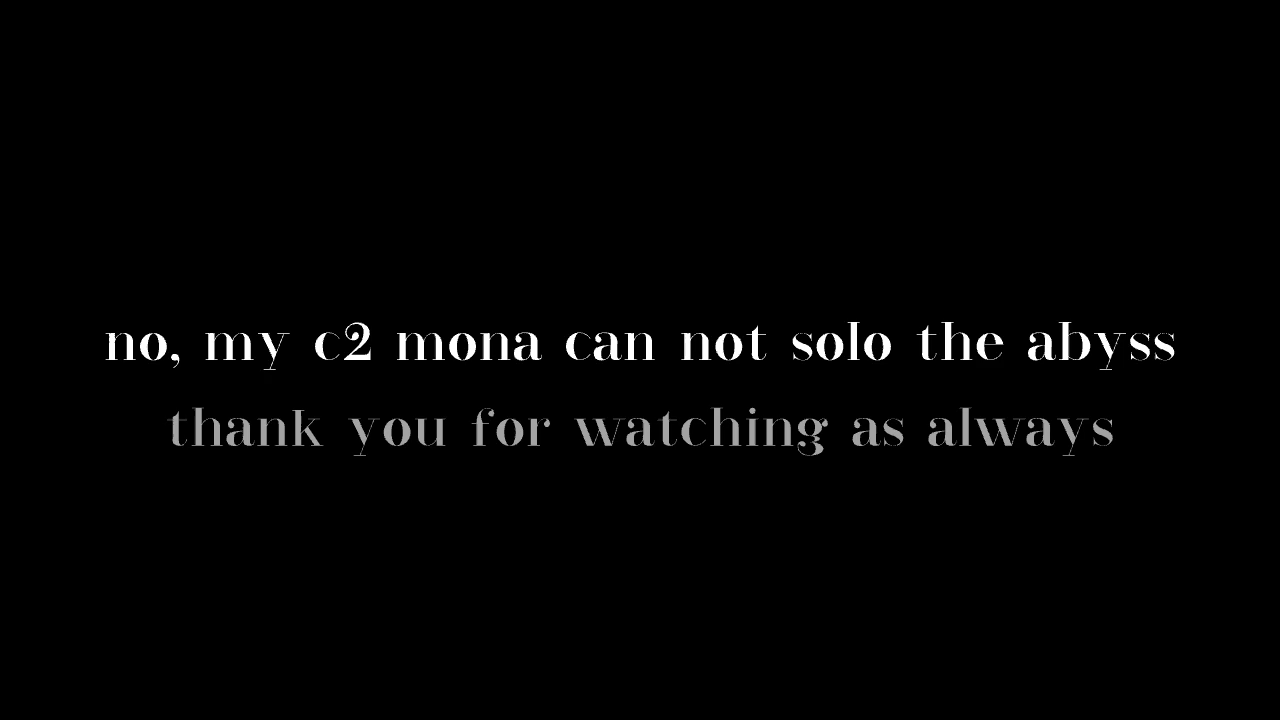 no, my c2 mona can not solo the abyss
thank you for watching as always